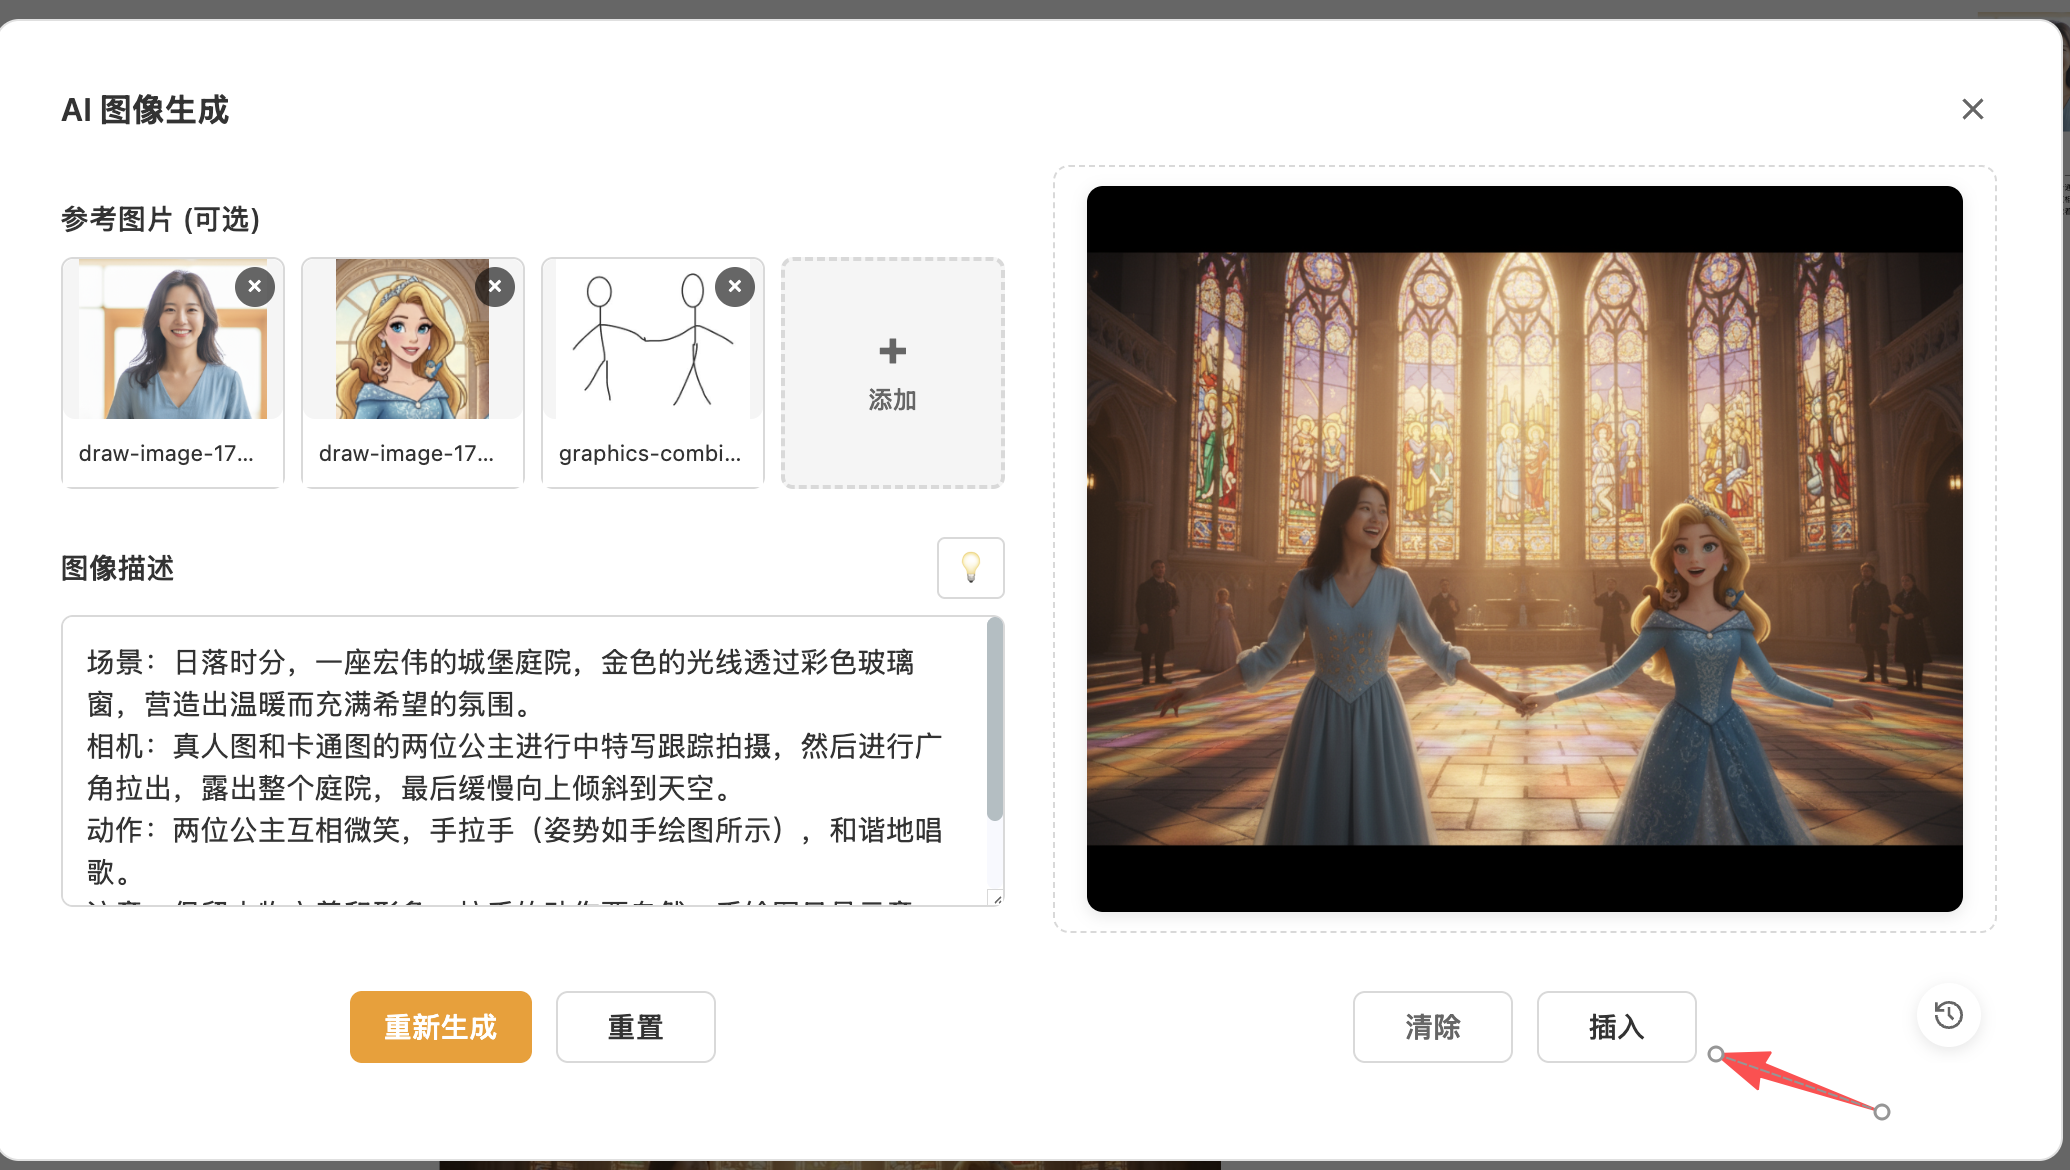 AI 图像生成
参考图片 (可选)
draw-image-17...
draw-image-17...
graphics-combi...
添加
图像描述
场景：日落时分，一座宏伟的城堡庭院，金色的光线透过彩色玻璃
窗，营造出温暖而充满希望的氛围。
相机：真人图和卡通图的两位公主进行中特写跟踪拍摄，然后进行广
角拉出，露出整个庭院，最后缓慢向上倾斜到天空。
动作：两位公主互相微笑，手拉手（姿势如手绘图所示），和谐地唱
歌。
重新生成
重置
清除
插入